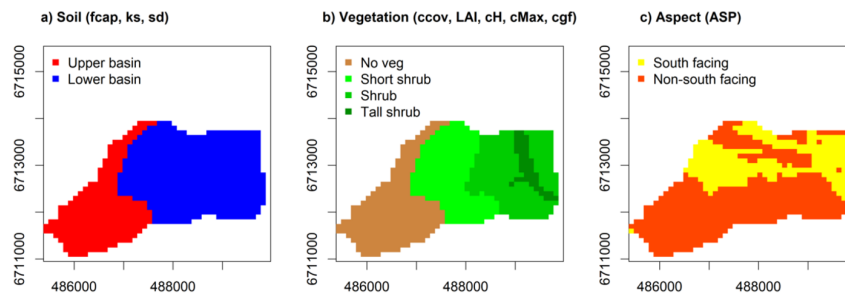 a) Soil (fcap, ks, sd)
Upper basin
Lower basin
6715000
6713000
6711000
486000
488000
b) Vegetation (ccov, LAI, cH, cMax, cgf)
No veg
Short shrub
Shrub
Tall shrub
6715000
6713000
6711000
486000
488000
c) Aspect (ASP)
South facing
Non-south facing
6715000
6713000
6711000
486000
488000